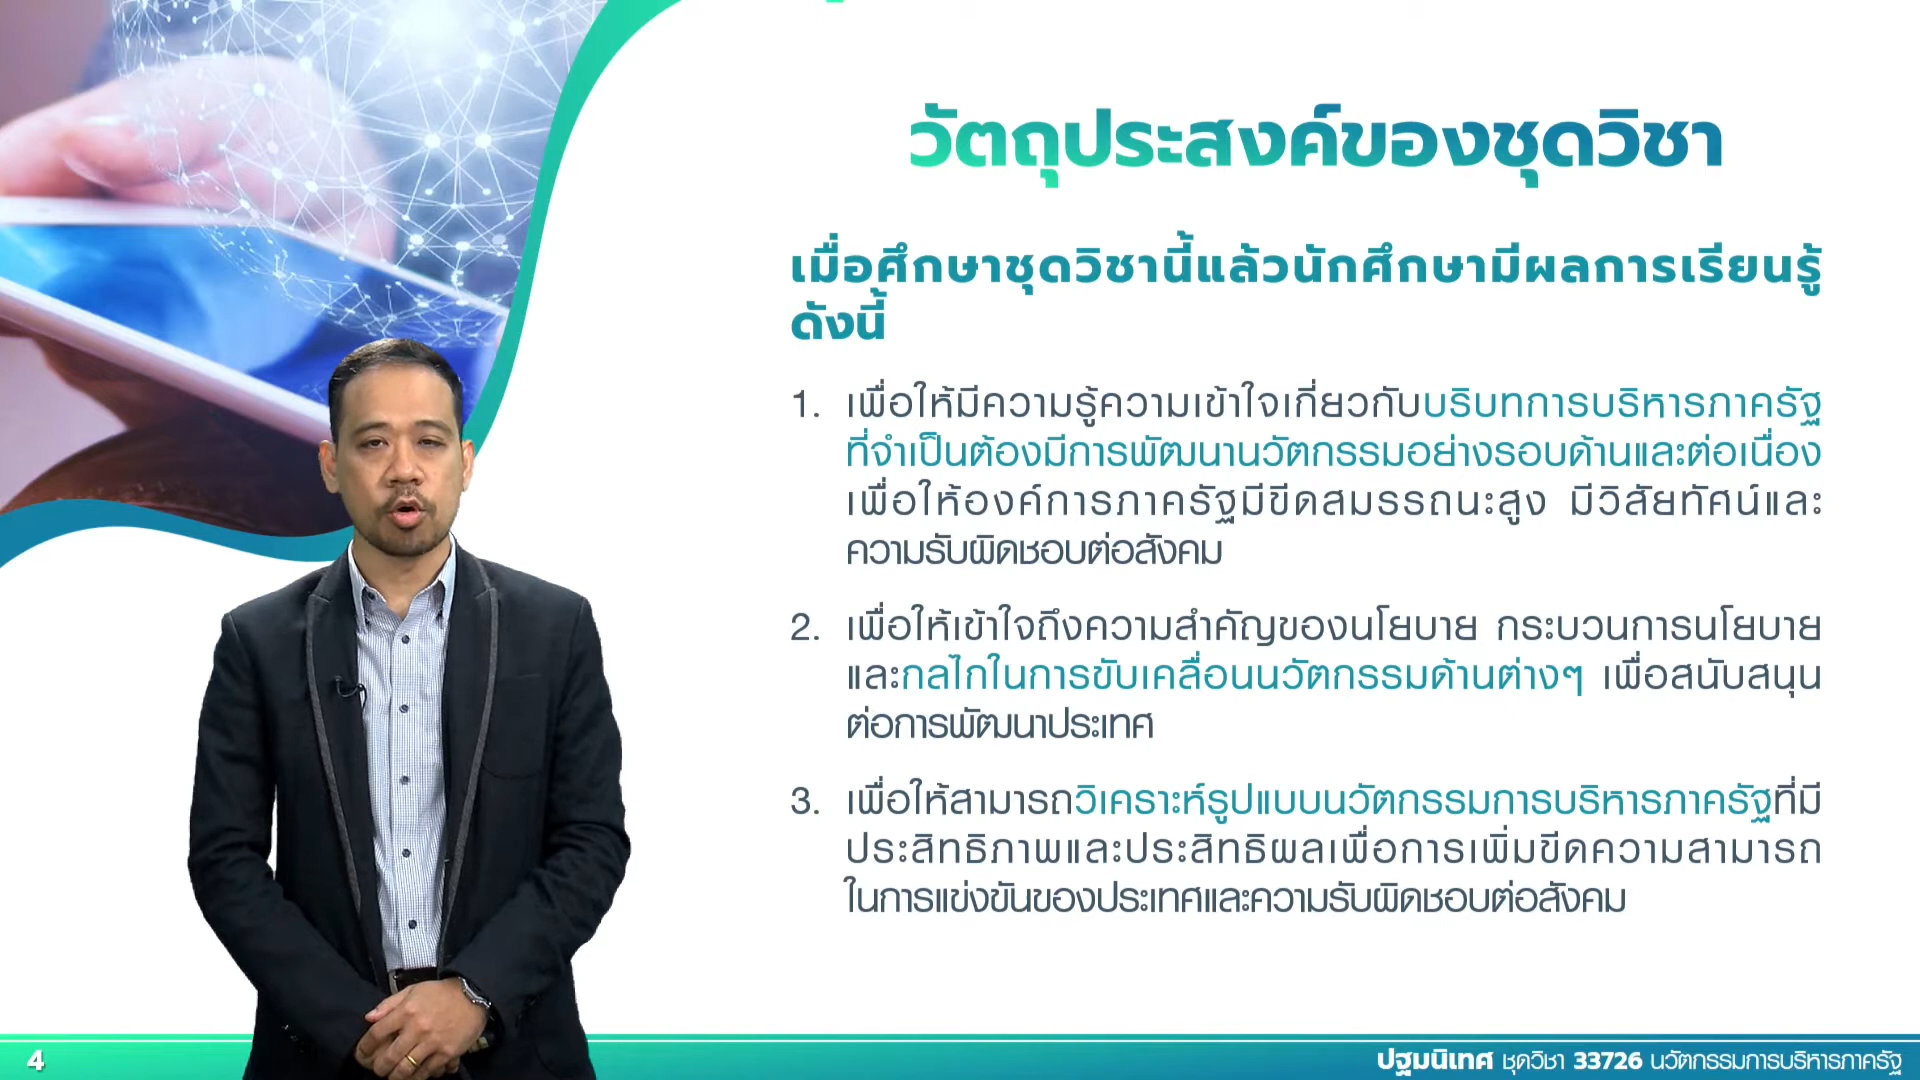 วัตถุประสงค์ของชุดวิชา
เมื่อศึกษาชุดวิชานี้แล้วนักศึกษามีผลการเรียนรู้
ดังนี้
1. เพื่อให้มีความรู้ความเข้าใจเกี่ยวกับบริบทการบริหารภาครัฐ
ที่จำเป็นต้องมีการพัฒนานวัตกรรมอย่างรอบด้านและต่อเนื่อง
เพื่อให้องค์การภาครัฐมีขีดสมรรถนะสูง มีวิสัยทัศน์และ
ความรับผิดชอบต่อสังคม
2. เพื่อให้เข้าใจถึงความสำคัญของนโยบาย กระบวนการนโยบาย
และกลไกในการขับเคลื่อนนวัตกรรมด้านต่างๆ เพื่อสนับสนุน
ต่อการพัฒนาประเทศ
3. เพื่อให้สามารถวิเคราะห์รูปแบบนวัตกรรมการบริหารภาครัฐที่มี
ประสิทธิภาพและประสิทธิผลเพื่อการเพิ่มขีดความสามารถ
ในการแข่งขันของประเทศและความรับผิดชอบต่อสังคม
4
ปฐมนิเทศ ชุดวิชา 33726 นวัตกรรมการบริหารภาครัฐ